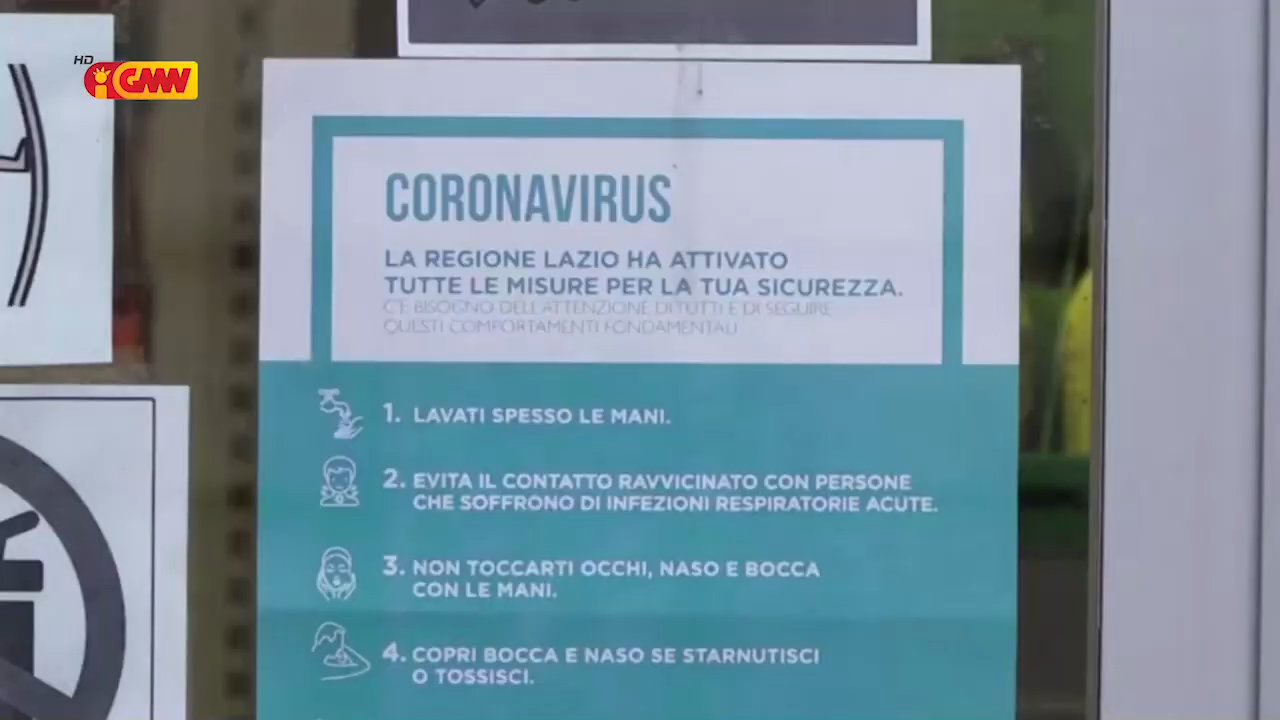 HD
GMW
CORONAVIRUS
LA REGIONE LAZIO HA ATTIVATO
TUTTE LE MISURE PER LA TUA SICUREZZA.
C'È BISOGNO DELL'ATTENZIONE DI TUTTI E DI SEGUIRE
QUESTI COMPORTAMENTI FONDAMENTALI
1. LAVATI SPESSO LE MANI.
2. EVITA IL CONTATTO RAVVICINATO CON PERSONE
CHE SOFFRONO DI INFEZIONI RESPIRATORIE ACUTE.
3. NON TOCCARTI OCCHI, NASO E BOCCA
CON LE MANI.
4. COPRI BOCCA E NASO SE STARNUTISCI
O TOSSISCI.